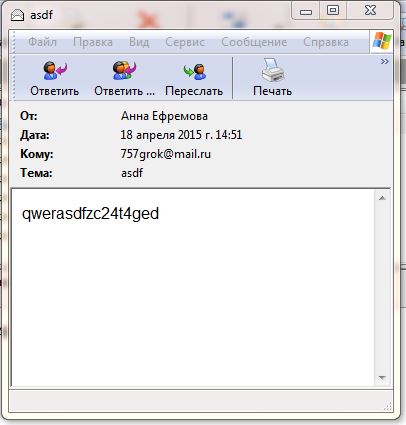 asdf
Файл Правка Вид Сервис Сообщение Справка
Ответить Ответить ... Переслать Печать
От: Анна Ефремова
Дата: 18 апреля 2015 г. 14:51
Кому: 757grok@mail.ru
Тема: asdf
qwerasdfzc24t4ged